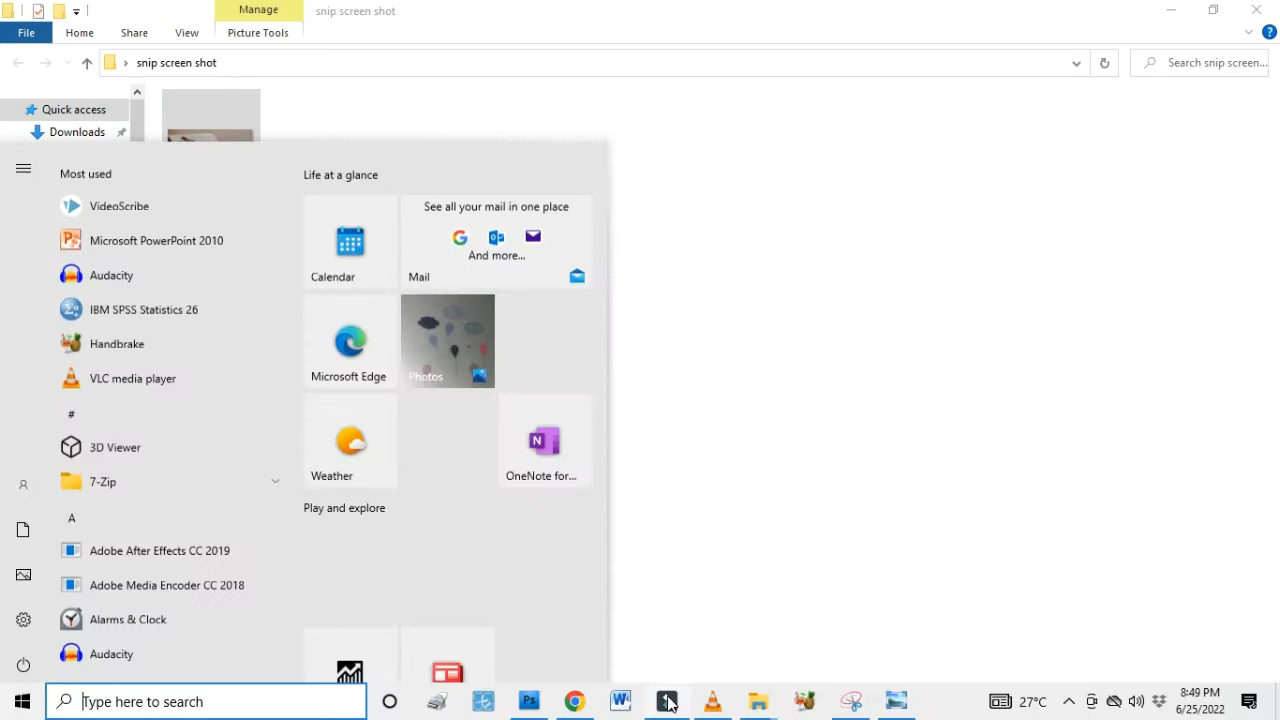 Manage
snip screen shot
File
Home
Share
View
Picture Tools
snip screen shot
Search snip screen...
Quick access
Downloads
Most used
VideoScribe
Microsoft PowerPoint 2010
Audacity
IBM SPSS Statistics 26
Handbrake
VLC media player
#
3D Viewer
7-Zip
A
Adobe After Effects CC 2019
Adobe Media Encoder CC 2018
Alarms & Clock
Audacity
Life at a glance
Calendar
See all your mail in one place
And more...
Mail
Microsoft Edge
Photos
Weather
OneNote for...
Play and explore
Type here to search
27°C
8:49 PM
6/25/2022